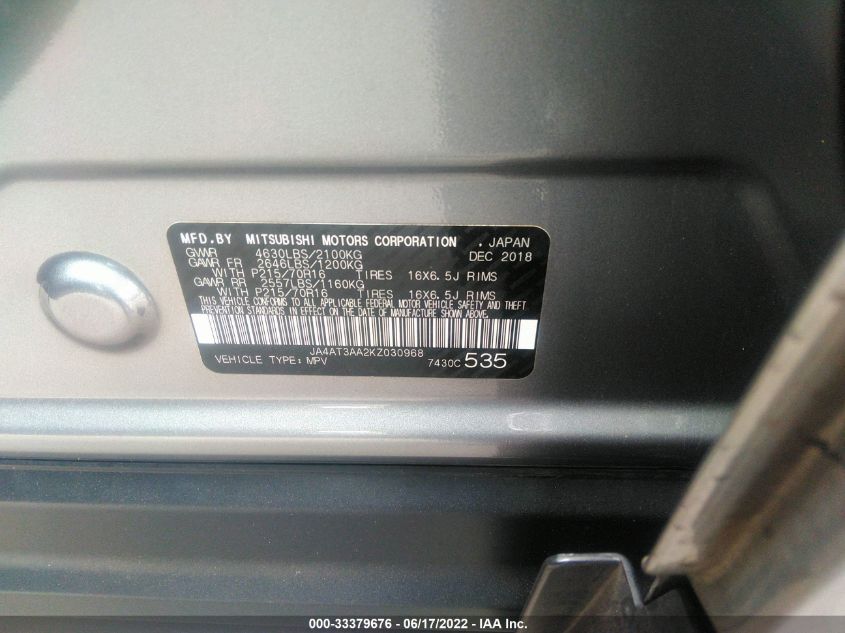 MFD.BY MITSUBISHI MOTORS CORPORATION . JAPAN
GVWR 4630LBS/2100KG DEC 2018
GAWR FR 2646LBS/1200KG
WITH P215/70R16 TIRES 16X6.5J RIMS
GAWR RR 2557LBS/1160KG
WITH P215/70R16 TIRES 16X6.5J RIMS
THIS VEHICLE CONFORMS TO ALL APPLICABLE FEDERAL MOTOR VEHICLE SAFETY AND THEFT
PREVENTION STANDARDS IN EFFECT ON THE DATE OF MANUFACTURE SHOWN ABOVE.
JA4AT3AA2KZ030968
VEHICLE TYPE: MPV 7430C 535
000-33379676 - 06/17/2022 - IAA Inc.